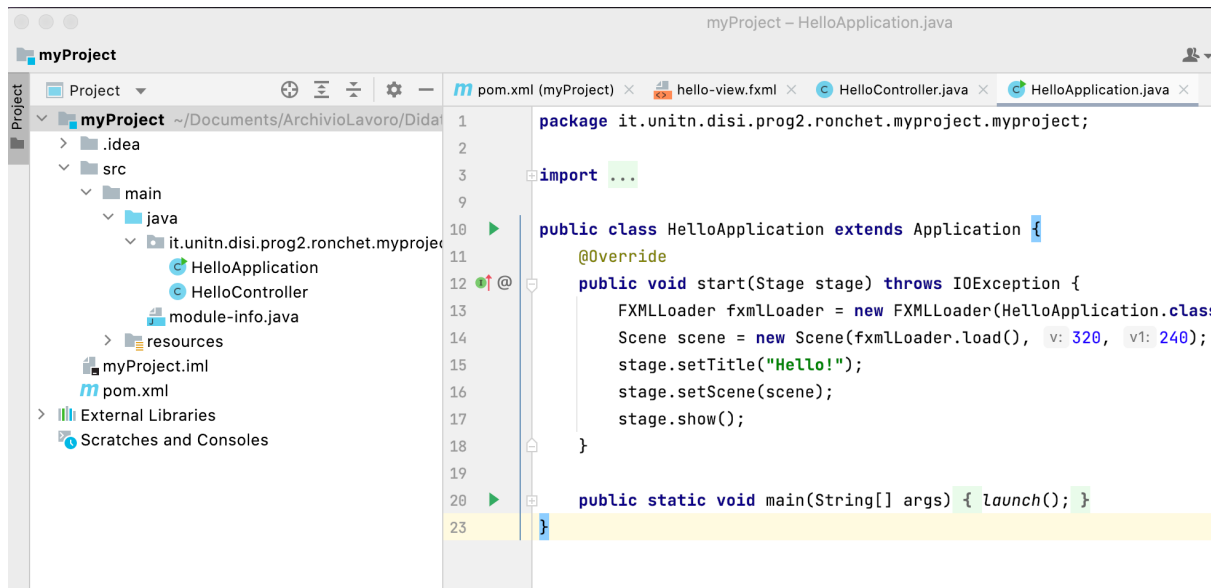 myProject – HelloApplication.java
myProject
Project
Project
pom.xml (myProject)
hello-view.fxml
HelloController.java
HelloApplication.java
myProject ~/Documents/ArchivioLavoro/Didat
.idea
src
main
java
it.unitn.disi.prog2.ronchet.myprojec
HelloApplication
HelloController
module-info.java
resources
myProject.iml
pom.xml
External Libraries
Scratches and Consoles
1 package it.unitn.disi.prog2.ronchet.myproject.myproject;
2
3 import ...
9
10 public class HelloApplication extends Application {
11 @Override
12 @ public void start(Stage stage) throws IOException {
13 FXMLLoader fxmlLoader = new FXMLLoader(HelloApplication.class
14 Scene scene = new Scene(fxmlLoader.load(), v: 320, v1: 240);
15 stage.setTitle("Hello!");
16 stage.setScene(scene);
17 stage.show();
18 }
19
20 public static void main(String[] args) { launch(); }
23 }